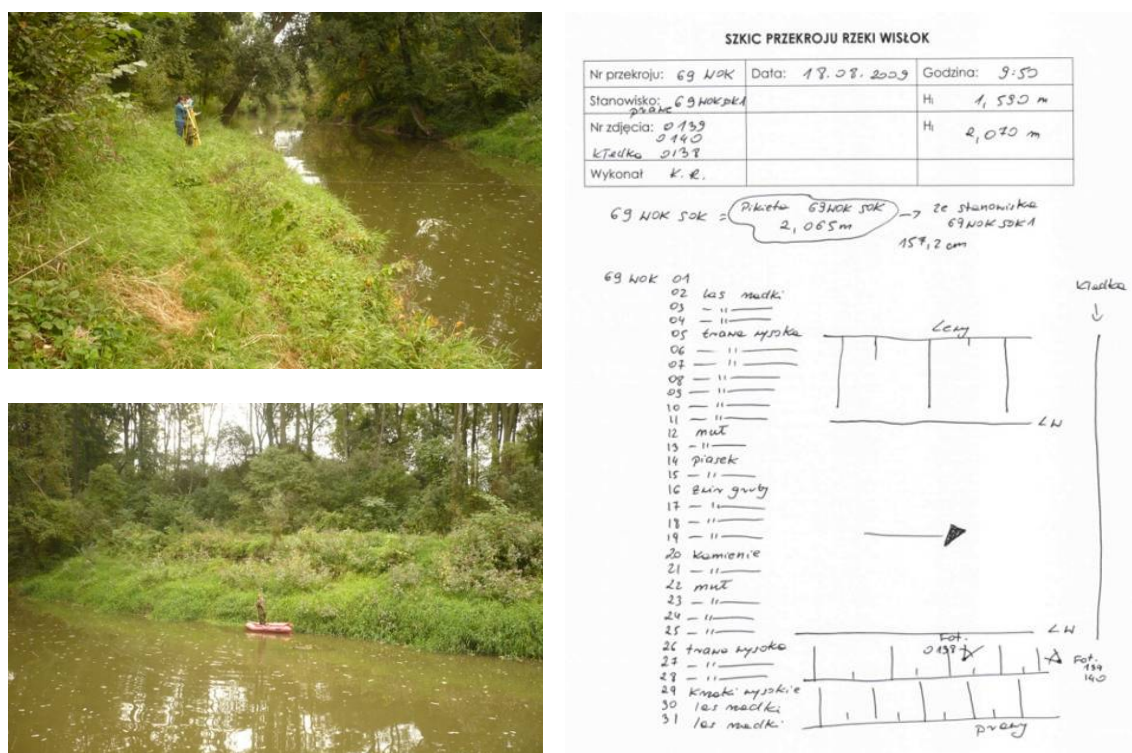 SZKIC PRZEKROJU RZEKI WISŁOK
Nr przekroju: 69 WOK Data: 18.08.2009 Godzina: 9:50
Stanowisko: 69WOKSOK1 H₁ 1,590 m
prawe
Nr zdjęcia: 0139 H₁ 2,070 m
0140
Kładka 0138
Wykonał K.R.
69 WOK SOK = Pikieta 69WOK SOK → ze stanowiska
2,065m 69WOK SOK1
157,2 cm
69 WOK 01
Kładka
02 las rzadki
03 — " —
04 — " —
05 trawa wysoka
Lewy
06 — " —
07 — " —
08 — " —
09 — " —
10 — " —
11 — " —
LW
12 muł
13 — " —
14 piasek
15 — " —
16 żwir gruby
17 — " —
18 — " —
19 — " —
20 kamienie
21 — " —
22 muł
23 — " —
24 — " —
25 — " —
LW
26 trawa wysoka
Fot.
0138
27 — " —
Fot.
139
140
28 — " —
29 krzaki wysokie
30 las rzadki
31 las rzadki
prawy